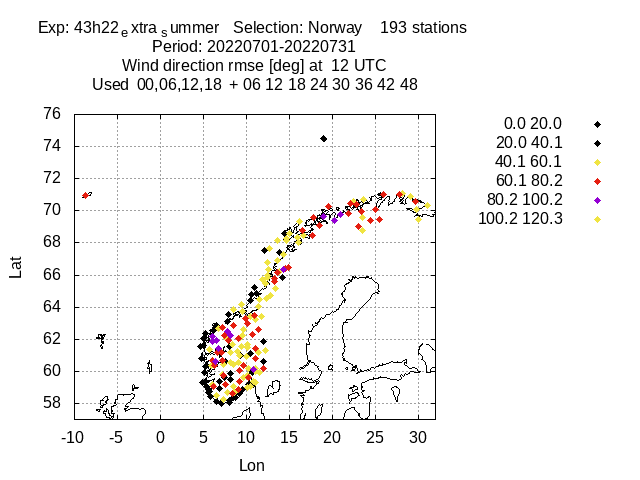 Exp: 43h22extrasummer Selection: Norway 193 stations
Period: 20220701-20220731
Wind direction rmse [deg] at 12 UTC
Used 00,06,12,18 + 06 12 18 24 30 36 42 48
0.0 20.0
20.0 40.1
40.1 60.1
60.1 80.2
80.2 100.2
100.2 120.3
76
74
72
70
68
66
64
62
60
58
Lat
-10 -5 0 5 10 15 20 25 30
Lon